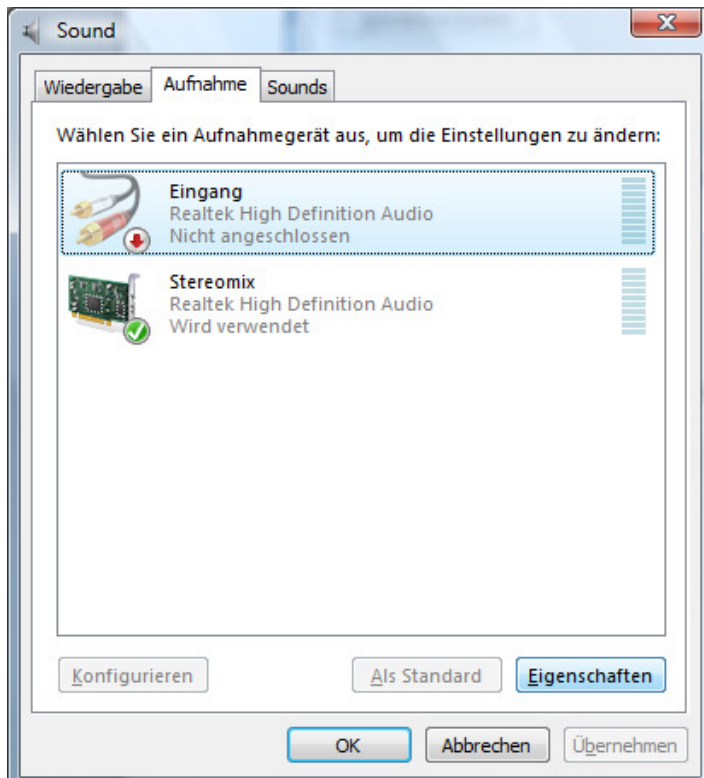 Sound
Wiedergabe Aufnahme Sounds
Wählen Sie ein Aufnahmegerät aus, um die Einstellungen zu ändern:
Eingang
Realtek High Definition Audio
Nicht angeschlossen
Stereomix
Realtek High Definition Audio
Wird verwendet
Konfigurieren Als Standard Eigenschaften
OK Abbrechen Übernehmen